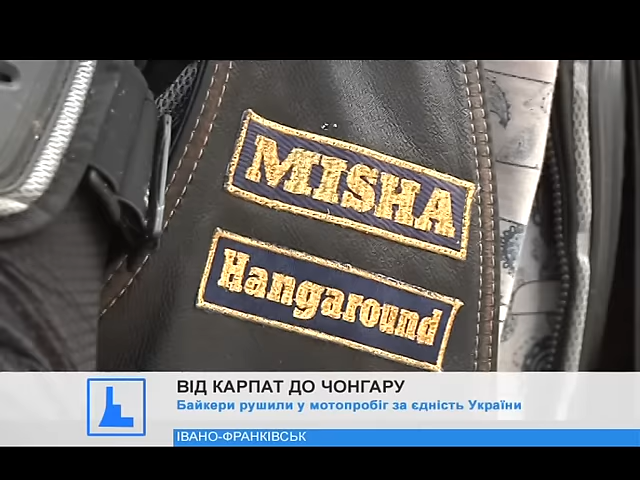 MISHA
Hangaround
ВІД КАРПАТ ДО ЧОНГАРУ
Байкери рушили у мотопробіг за єдність України
ІВАНО-ФРАНКІВСЬК